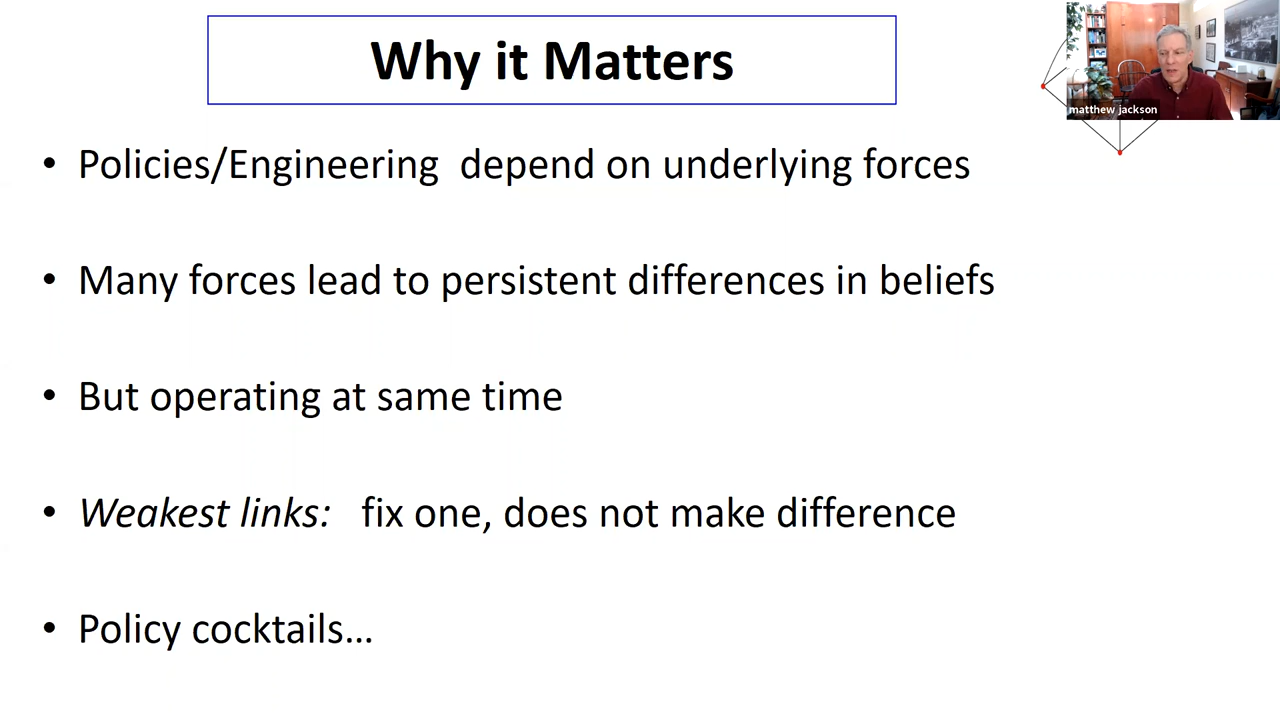 Why it Matters
matthew jackson
• Policies/Engineering  depend on underlying forces
• Many forces lead to persistent differences in beliefs
• But operating at same time
• Weakest links:   fix one, does not make difference
• Policy cocktails…